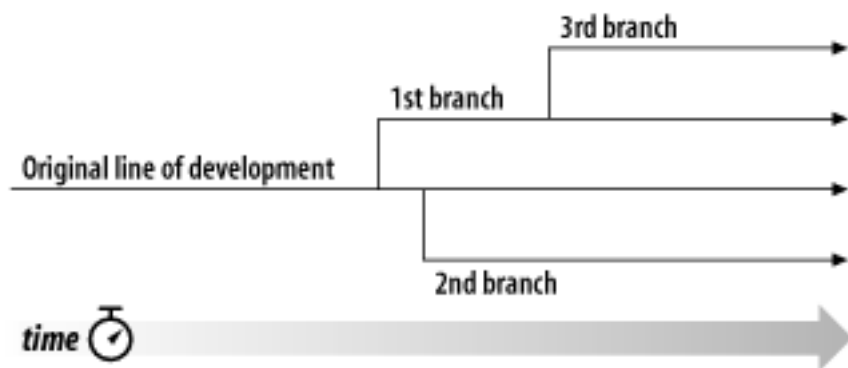 3rd branch
1st branch
Original line of development
2nd branch
time